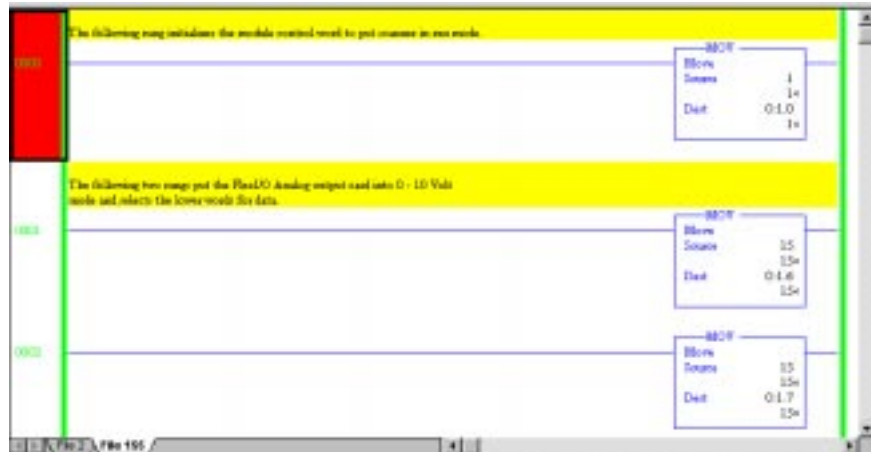 The following rung initializes the module control word to put scanner in run mode.
0000
MOV
Move
Source 1
1<
Dest O:1.0
1<
The following two rungs put the Flex I/O Analog output card into 0 - 10 Volt
mode and selects the lower words for data.
0001
MOV
Move
Source 15
15<
Dest O:1.6
15<
0002
MOV
Move
Source 15
15<
Dest O:1.7
15<
File 2
File 195